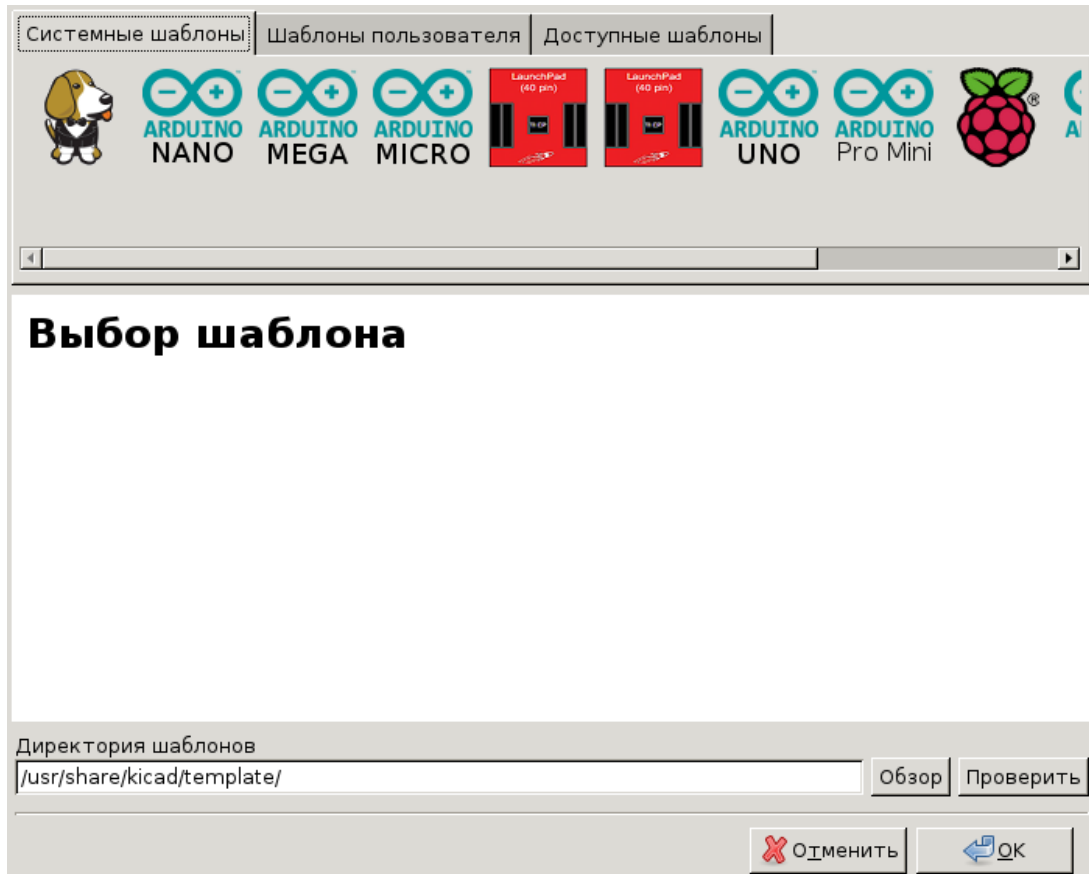 Системные шаблоны Шаблоны пользователя Доступные шаблоны
LaunchPad LaunchPad
(40 pin) (40 pin)
ARDUINO ARDUINO ARDUINO ARDUINO ARDUINO
NANO MEGA MICRO UNO Pro Mini
Выбор шаблона
Директория шаблонов
/usr/share/kicad/template/ Обзор Проверить
Отменить OK